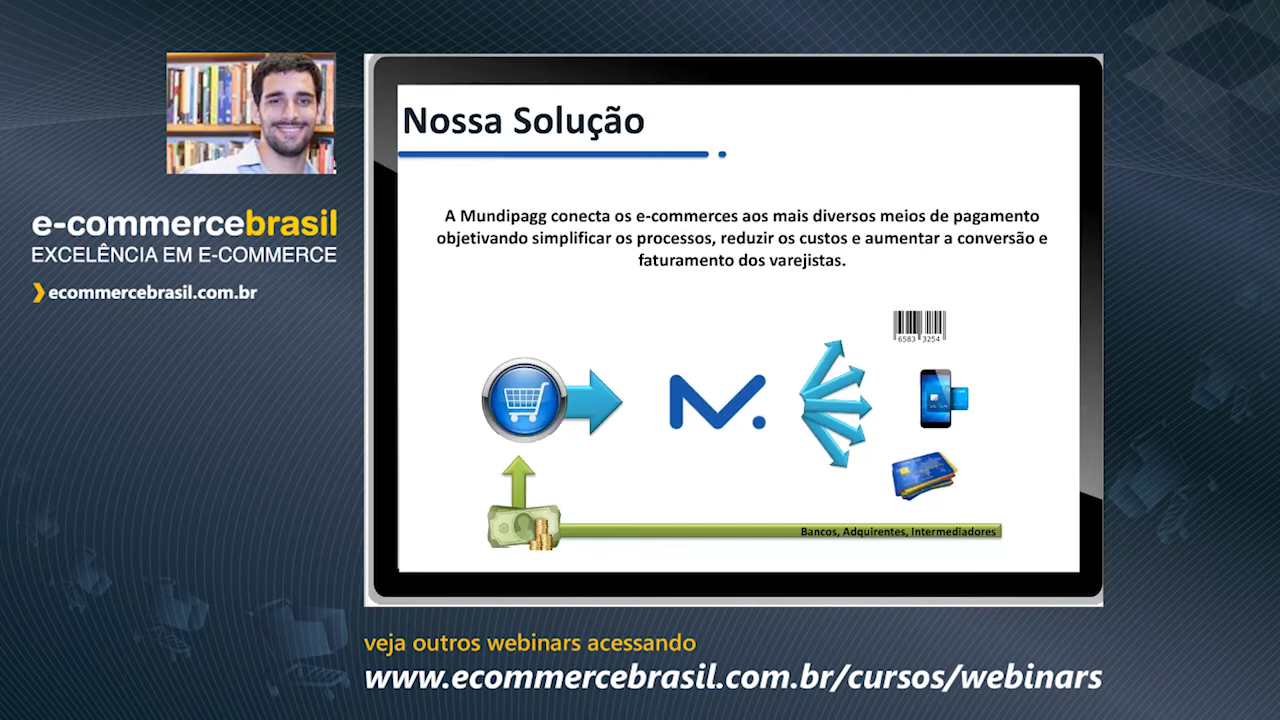 e-commercebrasil
EXCELÊNCIA EM E-COMMERCE
ecommercebrasil.com.br
Nossa Solução
A Mundipagg conecta os e-commerces aos mais diversos meios de pagamento
objetivando simplificar os processos, reduzir os custos e aumentar a conversão e
faturamento dos varejistas.
6583 3254
Bancos, Adquirentes, Intermediadores
veja outros webinars acessando
www.ecommercebrasil.com.br/cursos/webinars